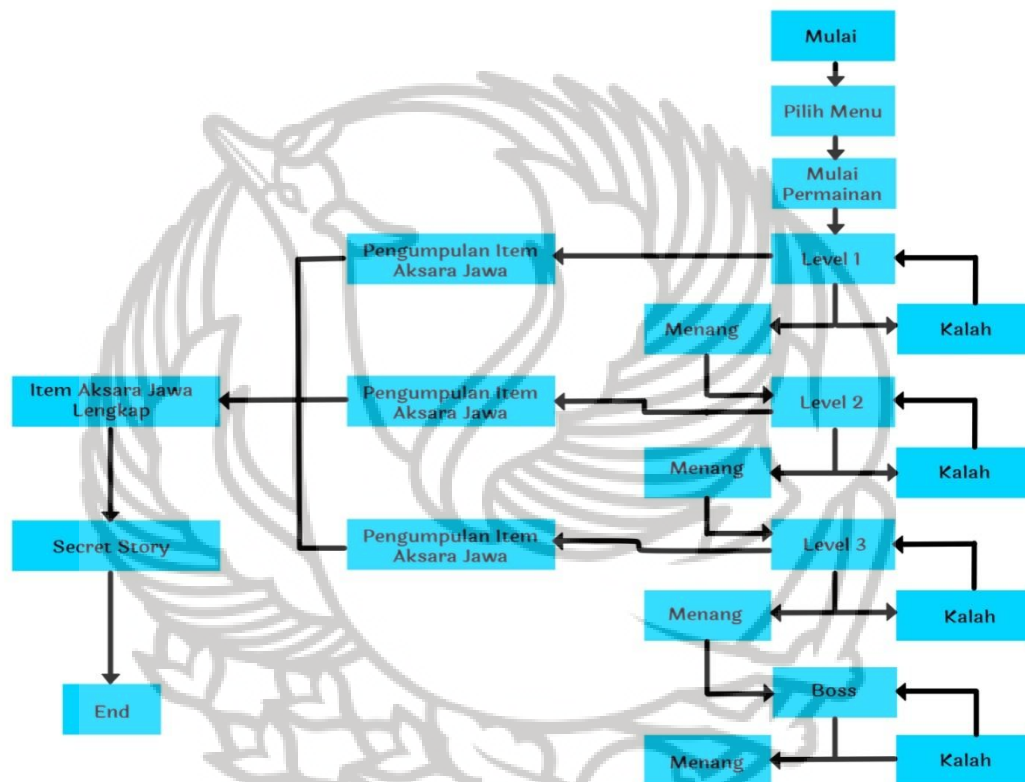 Mulai
Pilih Menu
Mulai
Permainan
Pengumpulan Item
Aksara Jawa
Level 1
Menang
Kalah
Item Aksara Jawa
Lengkap
Pengumpulan Item
Aksara Jawa
Level 2
Menang
Kalah
Secret Story
Pengumpulan Item
Aksara Jawa
Level 3
Menang
Kalah
End
Boss
Menang
Kalah